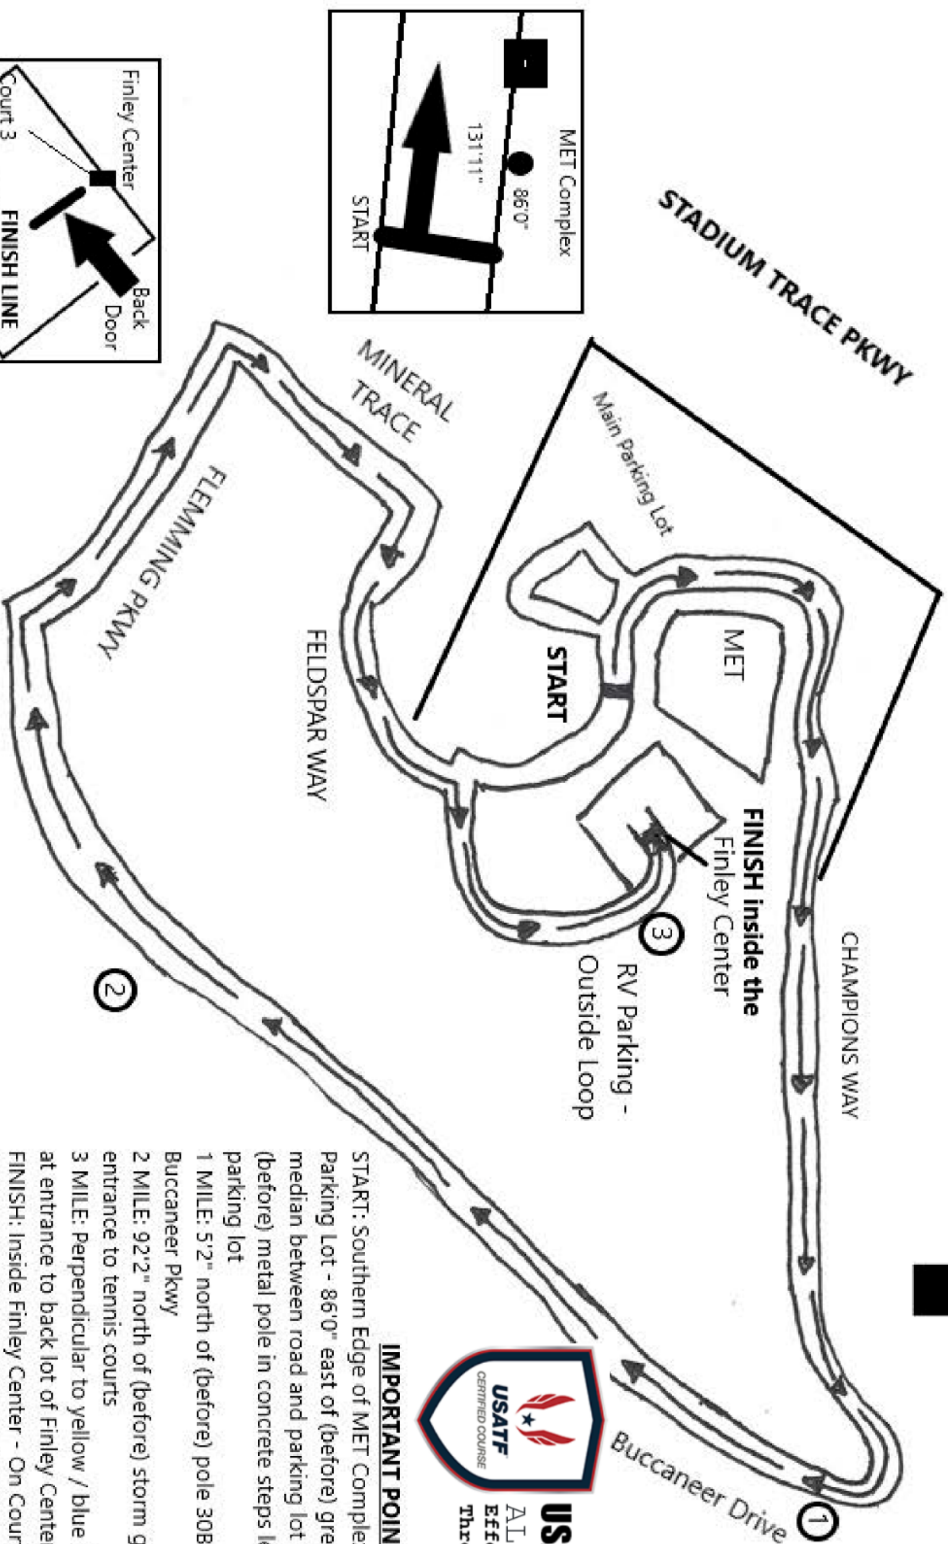 STADIUM TRACE PKWY
MET Complex
86'0"
131'11"
START
Finley Center
Court 3
Back
Door
FINISH LINE
MINERAL
TRACE
Main Parking Lot
FLEMMING PKWY
FELDSPAR WAY
START
MET
FINISH inside the
Finley Center
CHAMPIONS WAY
3
RV Parking -
Outside Loop
2
Buccaneer Drive
1
USATF
CERTIFIED COURSE
US
AL
Eff
Thr
IMPORTANT POIN
START: Southern Edge of MET Complex
Parking Lot - 86'0" east of (before) gre
median between road and parking lot
(before) metal pole in concrete steps le
parking lot
1 MILE: 5'2" north of (before) pole 30B
Buccaneer Pkwy
2 MILE: 92'2" north of (before) storm g
entrance to tennis courts
3 MILE: Perpendicular to yellow / blue
at entrance to back lot of Finley Cente
FINISH: Inside Finley Center - On Cour